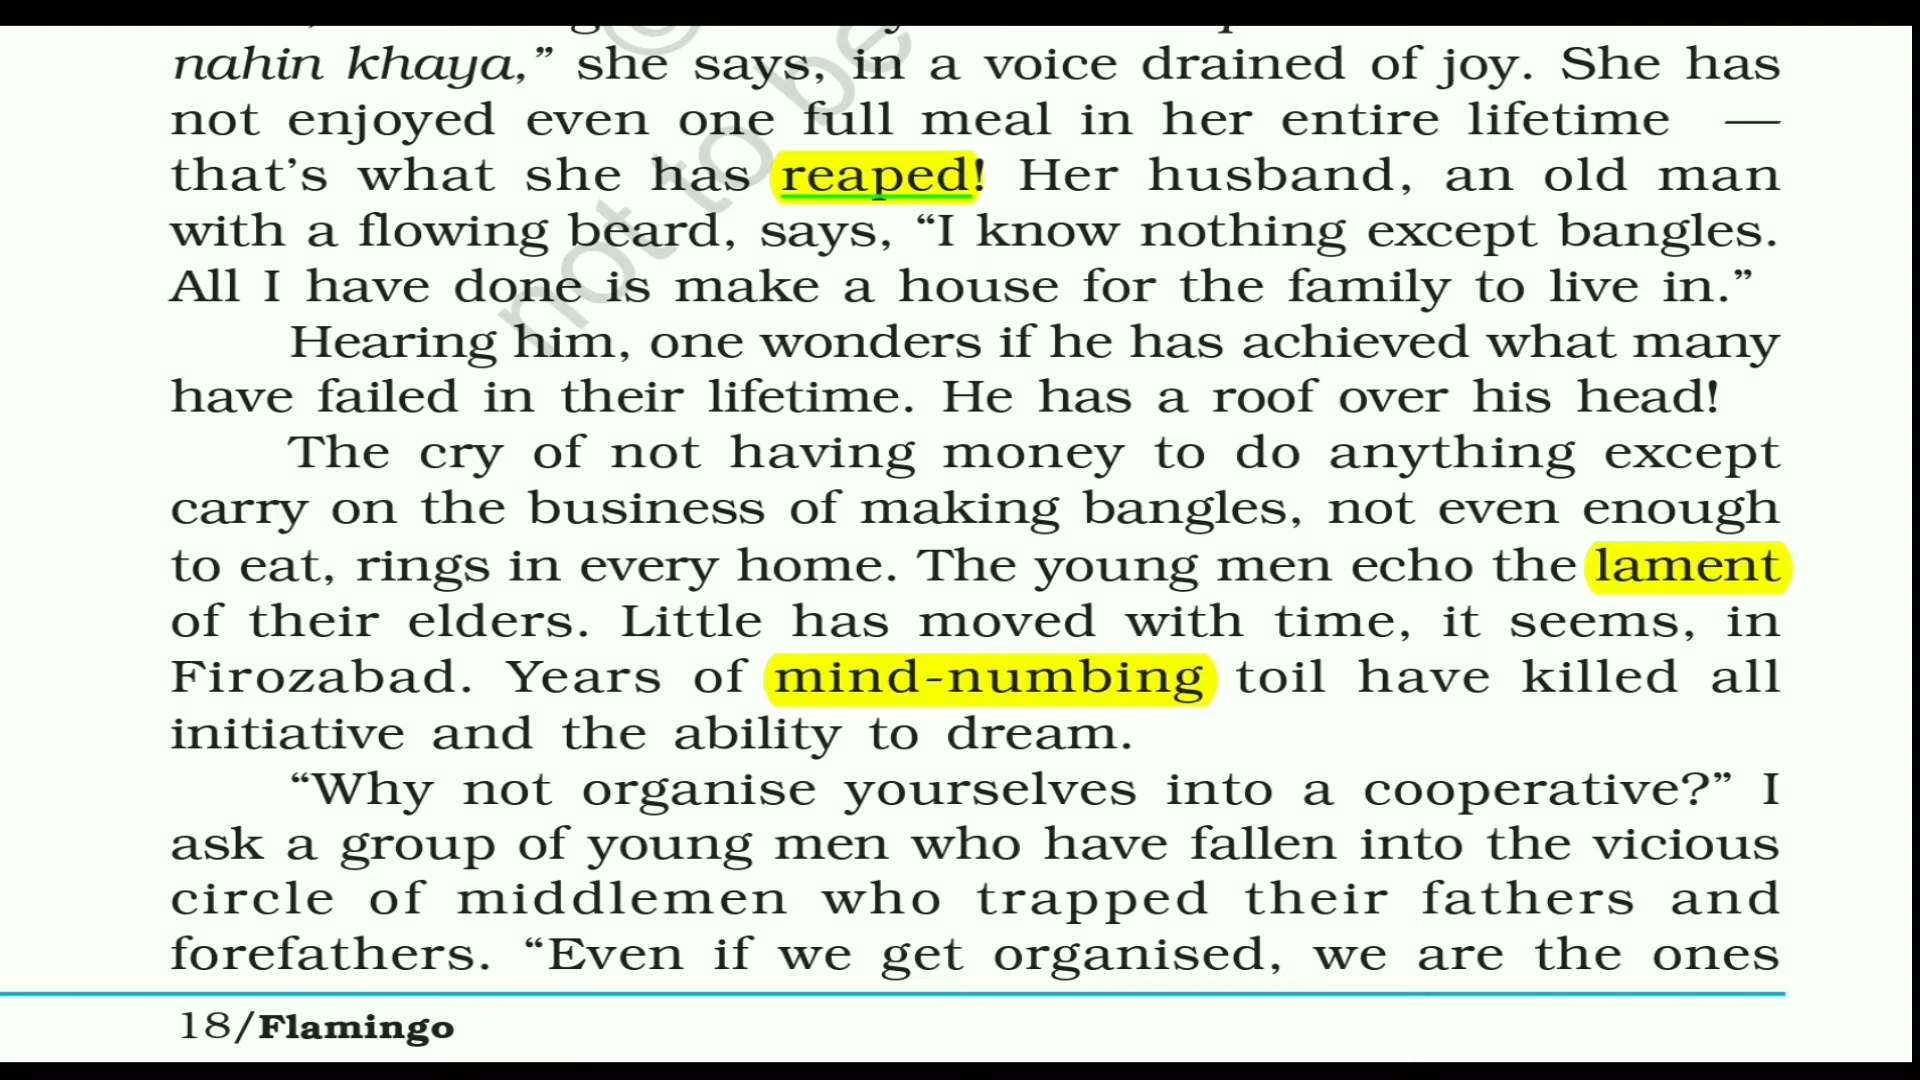 nahin khaya,” she says, in a voice drained of joy. She has
not enjoyed even one full meal in her entire lifetime —
that’s what she has reaped! Her husband, an old man
with a flowing beard, says, “I know nothing except bangles.
All I have done is make a house for the family to live in.”
Hearing him, one wonders if he has achieved what many
have failed in their lifetime. He has a roof over his head!
The cry of not having money to do anything except
carry on the business of making bangles, not even enough
to eat, rings in every home. The young men echo the lament
of their elders. Little has moved with time, it seems, in
Firozabad. Years of mind-numbing toil have killed all
initiative and the ability to dream.
“Why not organise yourselves into a cooperative?” I
ask a group of young men who have fallen into the vicious
circle of middlemen who trapped their fathers and
forefathers. “Even if we get organised, we are the ones
18/Flamingo
not to be